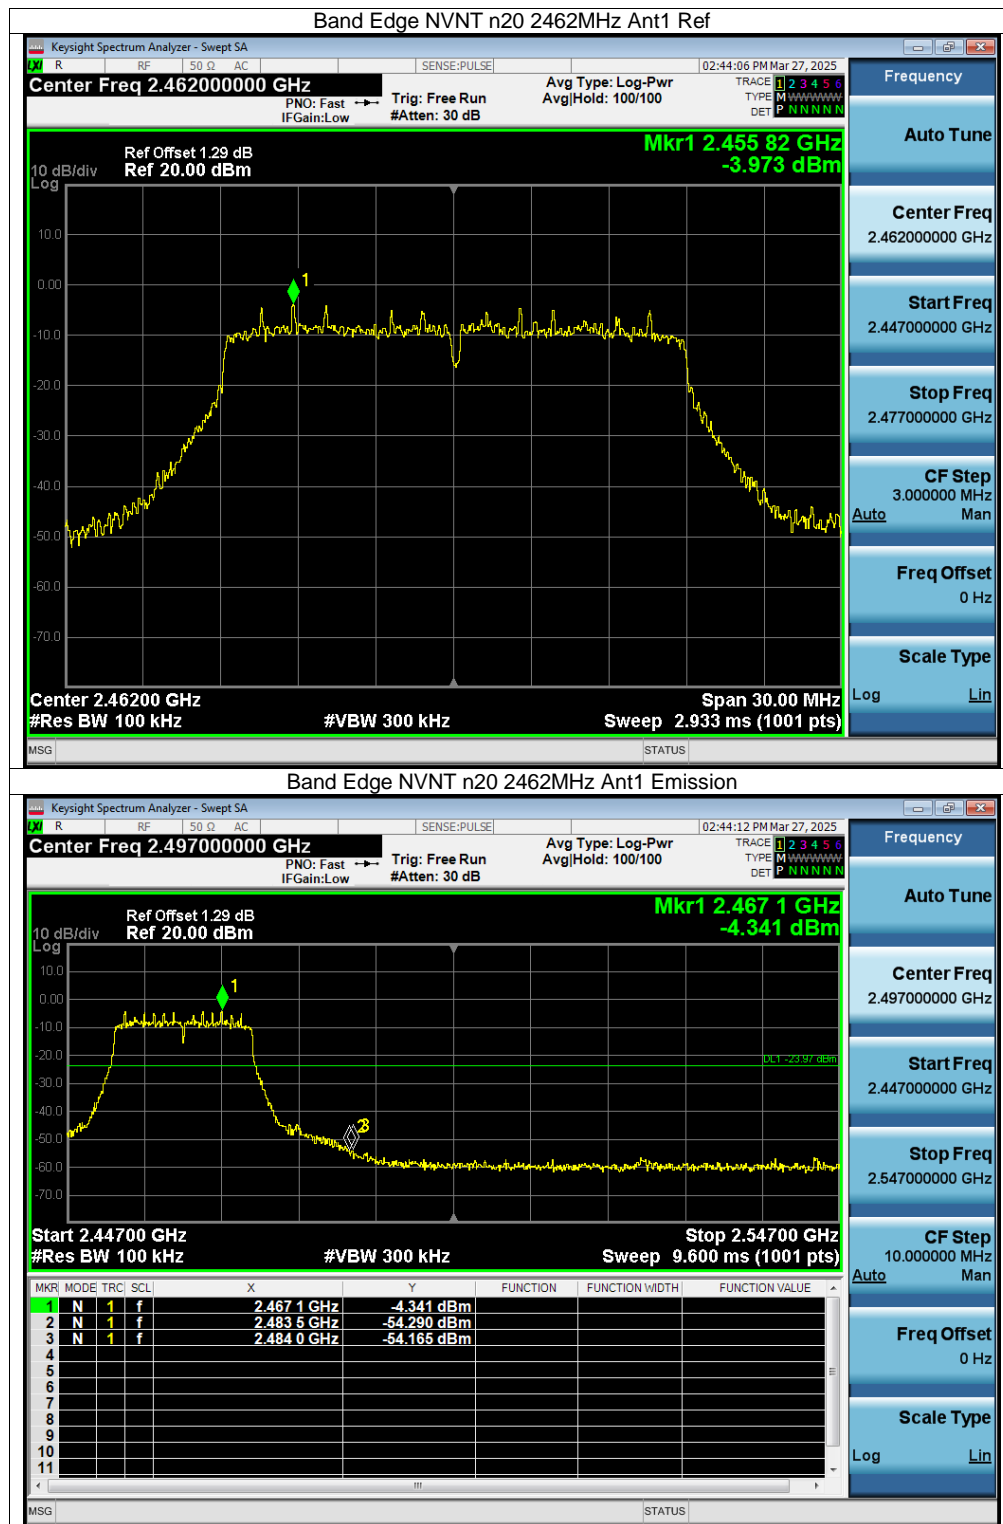 Band Edge NVNT n20 2462MHz Ant1 Ref
Keysight Spectrum Analyzer - Swept SA
LXI R RF 50 Ω AC SENSE:PULSE 02:44:06 PM Mar 27, 2025
Center Freq 2.462000000 GHz
PNO: Fast
IFGain:Low
Trig: Free Run
#Atten: 30 dB
Avg Type: Log-Pwr
Avg|Hold: 100/100
TRACE 1 2 3 4 5 6
TYPE M WWWWW
DET P N N N N N
Frequency
Mkr1 2.455 82 GHz
-3.973 dBm
Ref Offset 1.29 dB
Ref 20.00 dBm
10 dB/div
Log
10.0
0.00
-10.0
-20.0
-30.0
-40.0
-50.0
-60.0
-70.0
1
Center 2.46200 GHz
Span 30.00 MHz
#Res BW 100 kHz
#VBW 300 kHz
Sweep 2.933 ms (1001 pts)
Auto Tune
Center Freq
2.462000000 GHz
Start Freq
2.447000000 GHz
Stop Freq
2.477000000 GHz
CF Step
3.000000 MHz
Auto Man
Freq Offset
0 Hz
Scale Type
Log Lin
MSG STATUS
Band Edge NVNT n20 2462MHz Ant1 Emission
Keysight Spectrum Analyzer - Swept SA
LXI R RF 50 Ω AC SENSE:PULSE 02:44:12 PM Mar 27, 2025
Center Freq 2.497000000 GHz
PNO: Fast
IFGain:Low
Trig: Free Run
#Atten: 30 dB
Avg Type: Log-Pwr
Avg|Hold: 100/100
TRACE 1 2 3 4 5 6
TYPE M WWWWW
DET P N N N N N
Frequency
Mkr1 2.467 1 GHz
-4.341 dBm
Ref Offset 1.29 dB
Ref 20.00 dBm
10 dB/div
Log
10.0
0.00
-10.0
-20.0
-30.0
-40.0
-50.0
-60.0
-70.0
1
DL1 -23.97 dBm
2 3
Start 2.44700 GHz
Stop 2.54700 GHz
#Res BW 100 kHz
#VBW 300 kHz
Sweep 9.600 ms (1001 pts)
MKR MODE TRC SCL X Y FUNCTION FUNCTION WIDTH FUNCTION VALUE
1 N 1 f 2.467 1 GHz -4.341 dBm
2 N 1 f 2.483 5 GHz -54.290 dBm
3 N 1 f 2.484 0 GHz -54.165 dBm
4
5
6
7
8
9
10
11
Auto Tune
Center Freq
2.497000000 GHz
Start Freq
2.447000000 GHz
Stop Freq
2.547000000 GHz
CF Step
10.000000 MHz
Auto Man
Freq Offset
0 Hz
Scale Type
Log Lin
MSG STATUS